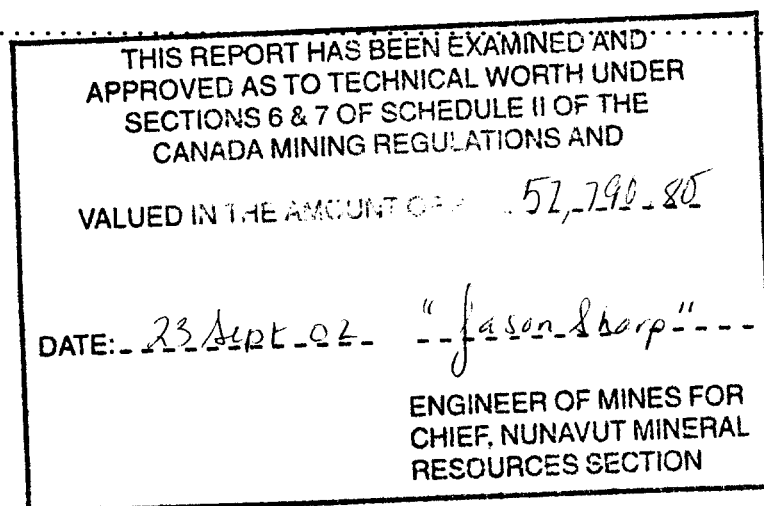 THIS REPORT HAS BEEN EXAMINED AND
APPROVED AS TO TECHNICAL WORTH UNDER
SECTIONS 6 & 7 OF SCHEDULE II OF THE
CANADA MINING REGULATIONS AND
VALUED IN THE AMOUNT OF 57,790.80
DATE: 23 Sept 02 "Jason Sharp"
ENGINEER OF MINES FOR
CHIEF, NUNAVUT MINERAL
RESOURCES SECTION